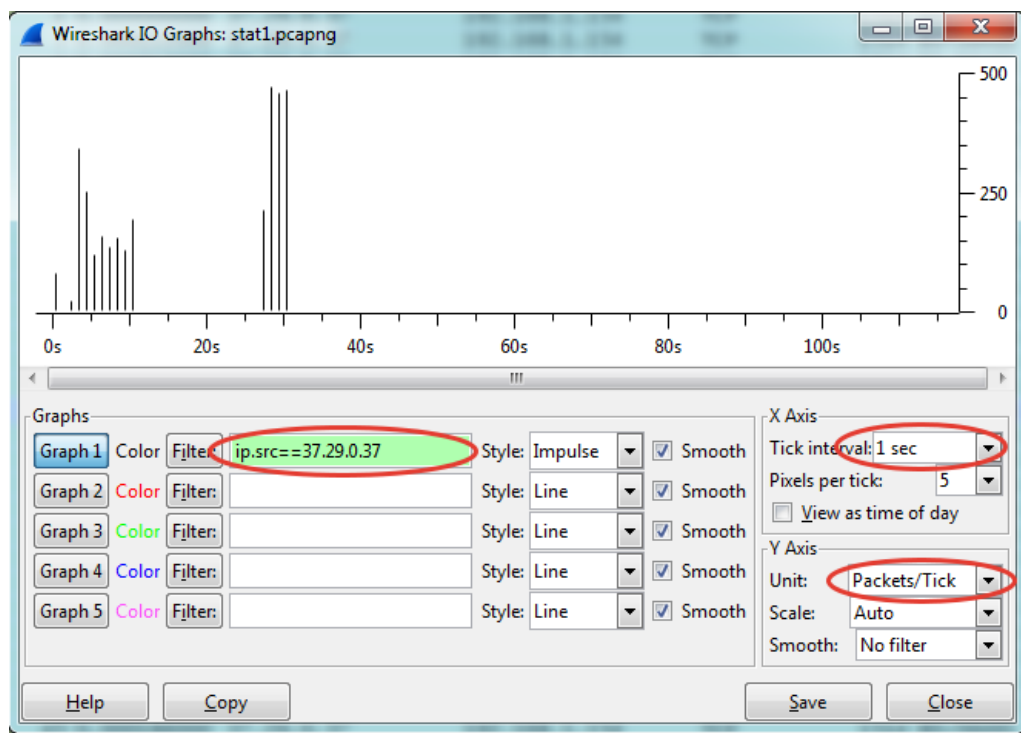 Wireshark IO Graphs: stat1.pcapng
500
250
0
0s 20s 40s 60s 80s 100s
Graphs
Graph 1 Color Filter: ip.src==37.29.0.37 Style: Impulse Smooth
Graph 2 Color Filter: Style: Line Smooth
Graph 3 Color Filter: Style: Line Smooth
Graph 4 Color Filter: Style: Line Smooth
Graph 5 Color Filter: Style: Line Smooth
X Axis
Tick interval: 1 sec
Pixels per tick: 5
View as time of day
Y Axis
Unit: Packets/Tick
Scale: Auto
Smooth: No filter
Help Copy Save Close